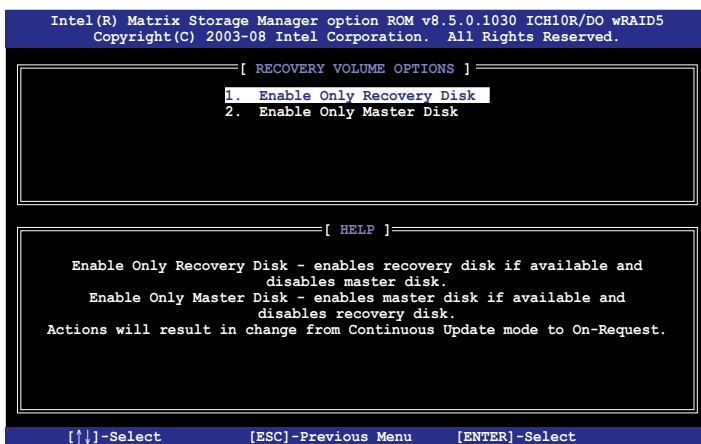 Intel(R) Matrix Storage Manager option ROM v8.5.0.1030 ICH10R/DO wRAID5
Copyright(C) 2003-08 Intel Corporation. All Rights Reserved.
[ RECOVERY VOLUME OPTIONS ]
1. Enable Only Recovery Disk
2. Enable Only Master Disk
[ HELP ]
Enable Only Recovery Disk - enables recovery disk if available and
disables master disk.
Enable Only Master Disk - enables master disk if available and
disables recovery disk.
Actions will result in change from Continuous Update mode to On-Request.
[↑↓]-Select [ESC]-Previous Menu [ENTER]-Select